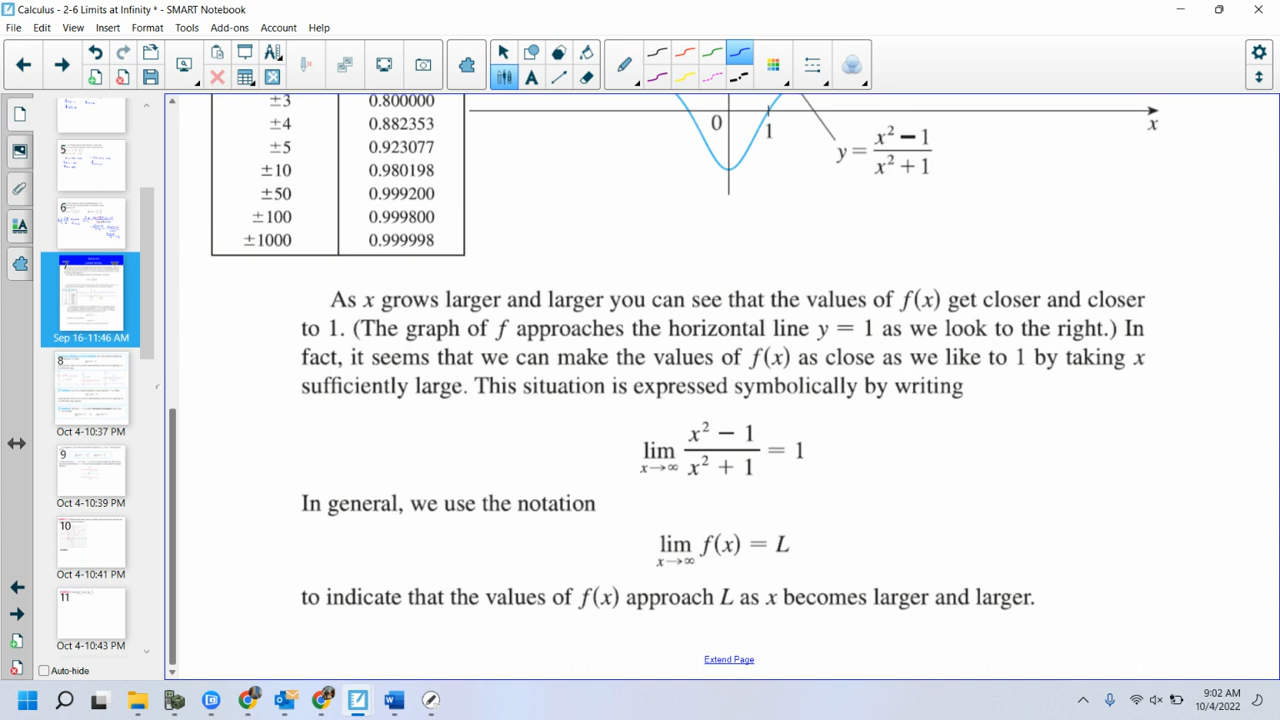 Calculus - 2-6 Limits at Infinity * - SMART Notebook
File Edit View Insert Format Tools Add-ons Account Help
±3 0.800000
±4 0.882353
±5 0.923077
±10 0.980198
±50 0.999200
±100 0.999800
±1000 0.999998
0 1 x
y = x² − 1 / x² + 1
As x grows larger and larger you can see that the values of f(x) get closer and closer
to 1. (The graph of f approaches the horizontal line y = 1 as we look to the right.) In
fact, it seems that we can make the values of f(x) as close as we like to 1 by taking x
sufficiently large. This situation is expressed symbolically by writing
lim x→∞ x² − 1 / x² + 1 = 1
In general, we use the notation
lim x→∞ f(x) = L
to indicate that the values of f(x) approach L as x becomes larger and larger.
Extend Page
5
6
7
Sep 16-11:46 AM
8
Oct 4-10:37 PM
9
Oct 4-10:39 PM
10
Oct 4-10:41 PM
11
Oct 4-10:43 PM
Auto-hide
9:02 AM
10/4/2022